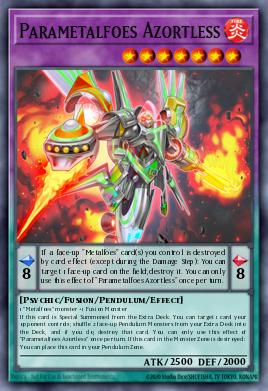 PARAMETALFOES AZORTLESS
FIRE
炎
If a face-up "Metalfoes" card(s) you control is destroyed
by card effect (except during the Damage Step): You can
target 1 face-up card on the field; destroy it. You can only
use this effect of "Parametalfoes Azortless" once per turn.
8
8
[PSYCHIC/FUSION/PENDULUM/EFFECT]
1 "Metalfoes" monster + 1 Fusion Monster
If this card is Special Summoned from the Extra Deck: You can target 1 card your
opponent controls; shuffle 2 face-up Pendulum Monsters from your Extra Deck into
the Deck, and if you do, destroy that card. You can only use this effect of
"Parametalfoes Azortless" once per turn. If this card in the Monster Zone is destroyed:
You can place this card in your Pendulum Zone.
ATK/2500 DEF/2000